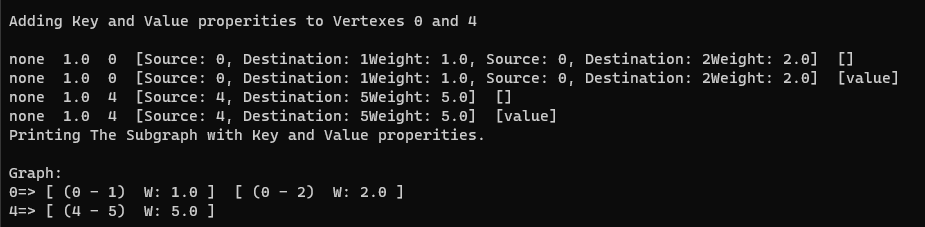 Adding Key and Value properities to Vertexes 0 and 4
none  1.0  0  [Source: 0, Destination: 1Weight: 1.0, Source: 0, Destination: 2Weight: 2.0]  []
none  1.0  0  [Source: 0, Destination: 1Weight: 1.0, Source: 0, Destination: 2Weight: 2.0]  [value]
none  1.0  4  [Source: 4, Destination: 5Weight: 5.0]  []
none  1.0  4  [Source: 4, Destination: 5Weight: 5.0]  [value]
Printing The Subgraph with Key and Value properities.
Graph:
0=> [ (0 - 1)  W: 1.0 ]  [ (0 - 2)  W: 2.0 ]
4=> [ (4 - 5)  W: 5.0 ]